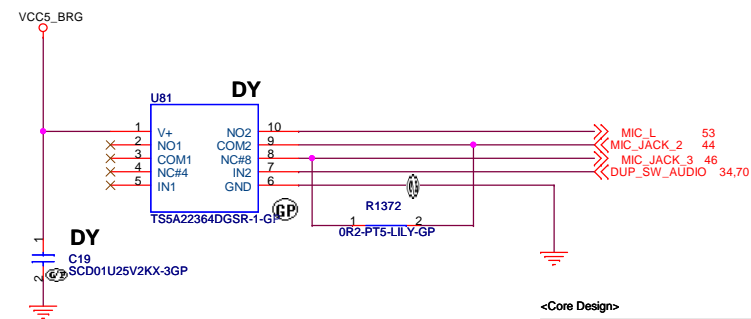 VCC5_BRG
DY
U81
1 V+ NO2 10 MIC_L 53
2 NO1 COM2 9 MIC_JACK_2 44
3 COM1 NC#8 8 MIC_JACK_3 46
4 NC#4 IN2 7 DUP_SW_AUDIO 34,70
5 IN1 GND 6
R1372
TS5A22364DGSR-1-GP
GP
1 2
0R2-PT5-LILY-GP
1
DY
C19
SCD01U25V2KX-3GP
2
<Core Design>